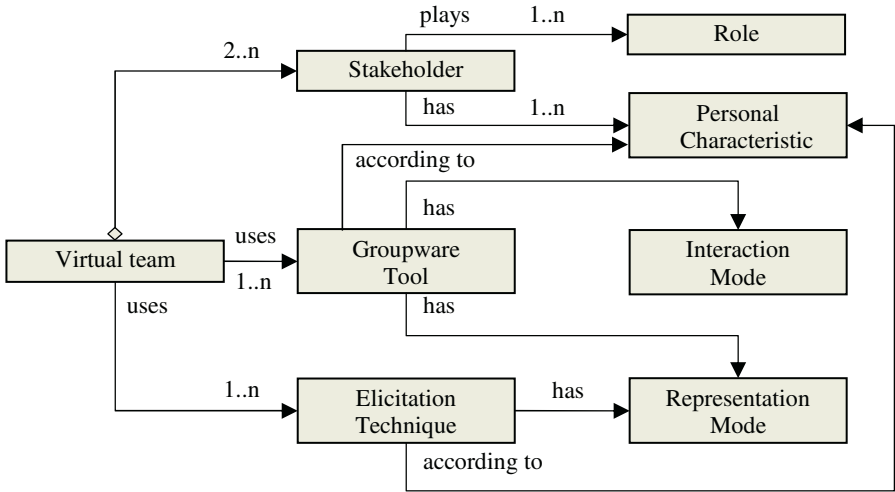 plays
1..n
Role
2..n
Stakeholder
has
1..n
Personal
Characteristic
according to
has
uses
Groupware
Tool
Interaction
Mode
Virtual team
1..n
uses
has
1..n
Elicitation
Technique
has
Representation
Mode
according to